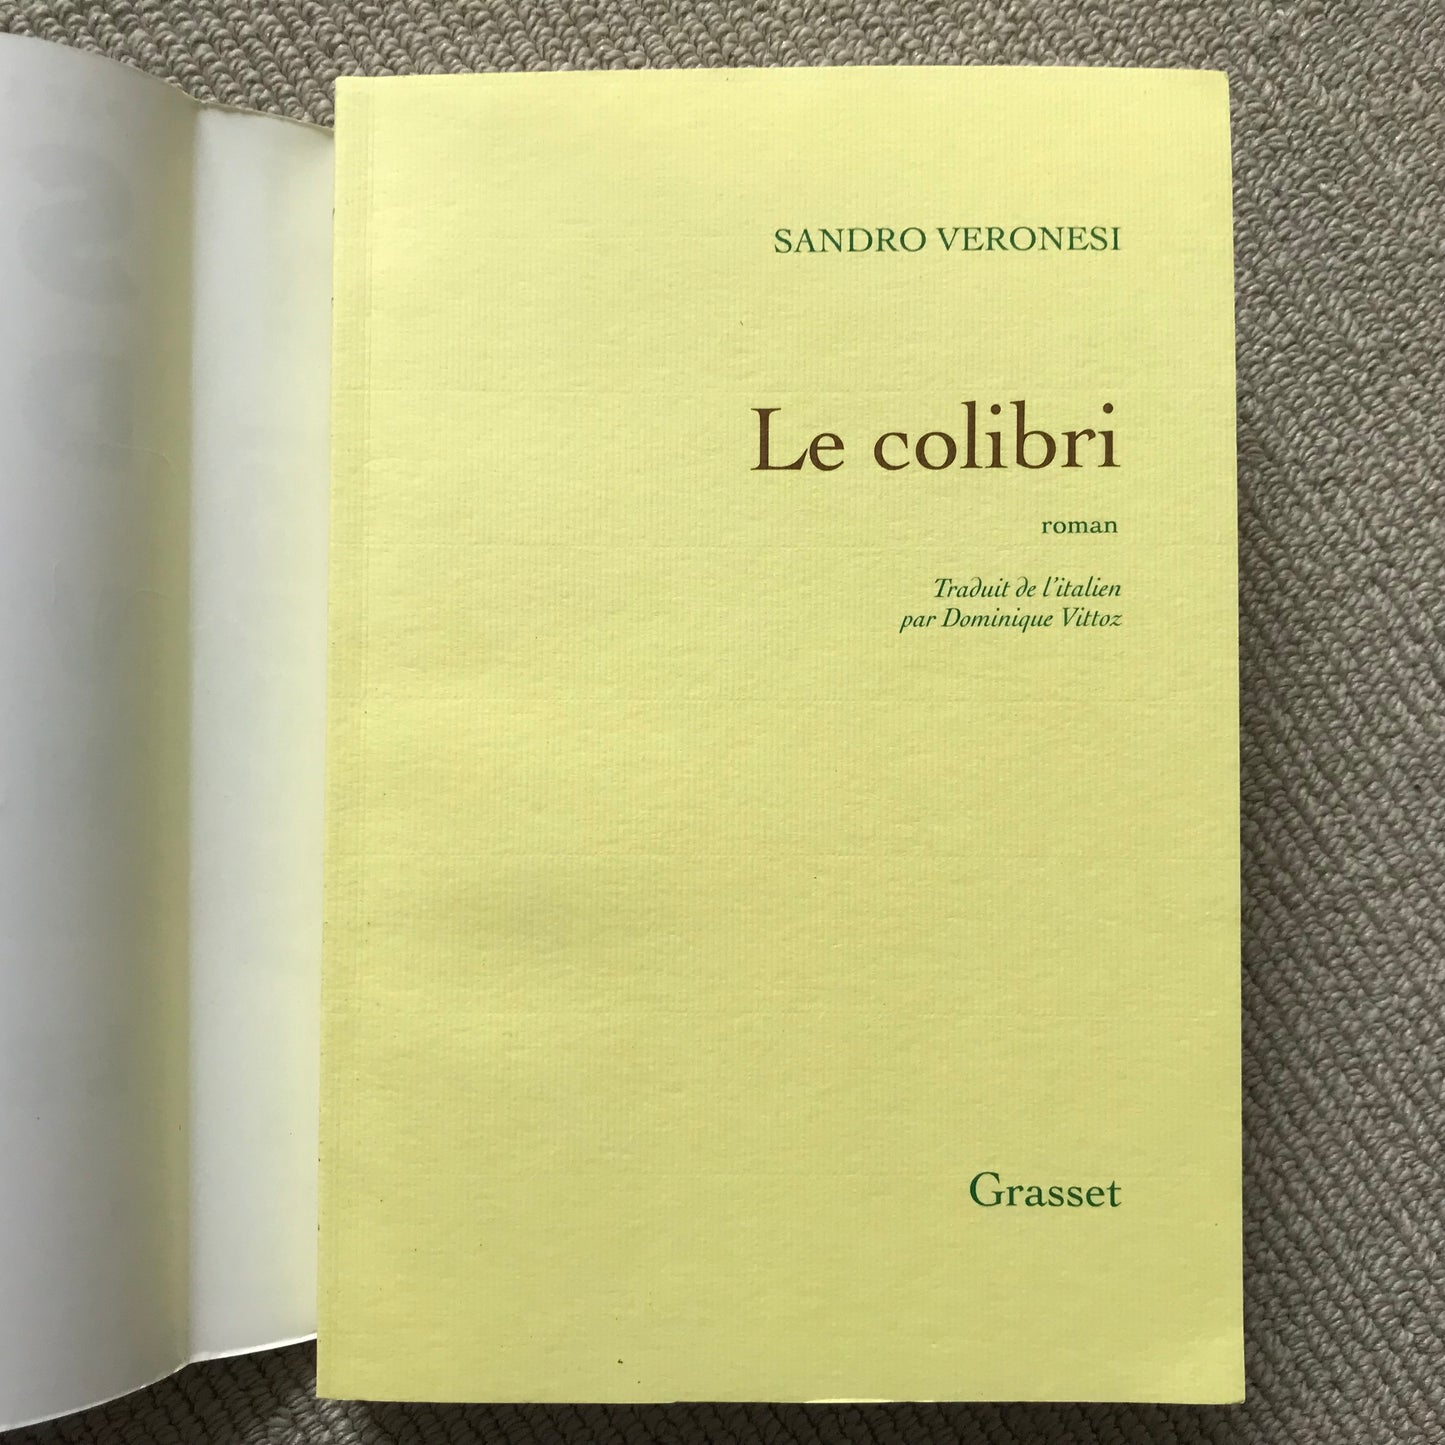 SANDRO VERONESI
Le colibri
roman
Traduit de l'italien
par Dominique Vittoz
Grasset